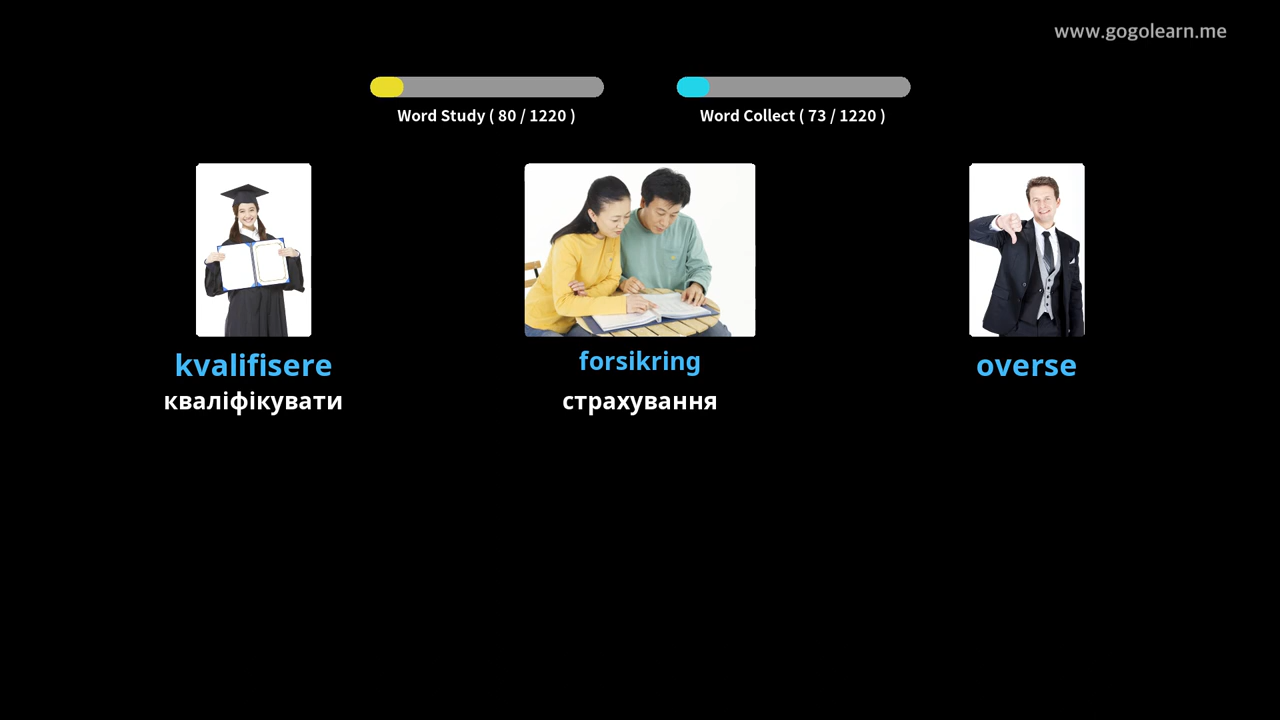 www.gogolearn.me
Word Study ( 80 / 1220 )
Word Collect ( 73 / 1220 )
kvalifisere
кваліфікувати
forsikring
страхування
overse